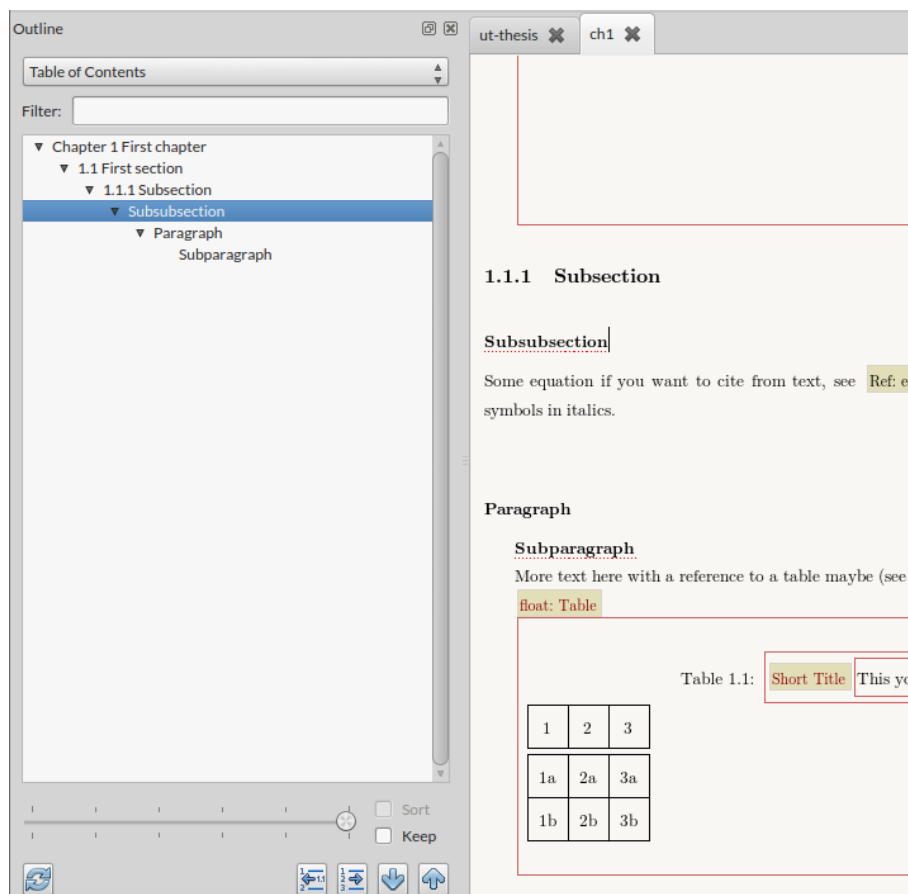 Outline
Table of Contents
Filter:
Chapter 1 First chapter
1.1 First section
1.1.1 Subsection
Subsubsection
Paragraph
Subparagraph
Sort
Keep
ut-thesis
ch1
1.1.1 Subsection
Subsubsection
Some equation if you want to cite from text, see Ref: e
symbols in italics.
Paragraph
Subparagraph
More text here with a reference to a table maybe (see
float: Table
Table 1.1: Short Title This yo
1 2 3
1a 2a 3a
1b 2b 3b